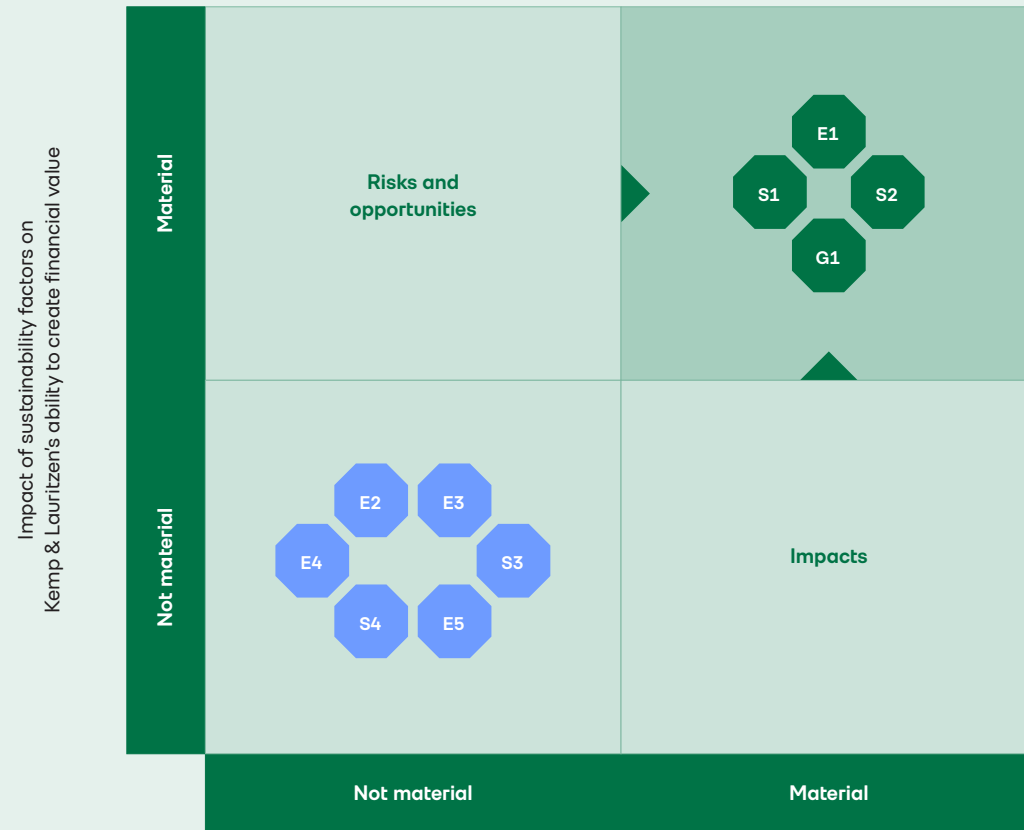 Impact of sustainability factors on
Kemp & Lauritzen's ability to create financial value
Material
Not material
Risks and
opportunities
E1
S1
S2
G1
E2
E3
E4
S3
S4
E5
Impacts
Not material
Material